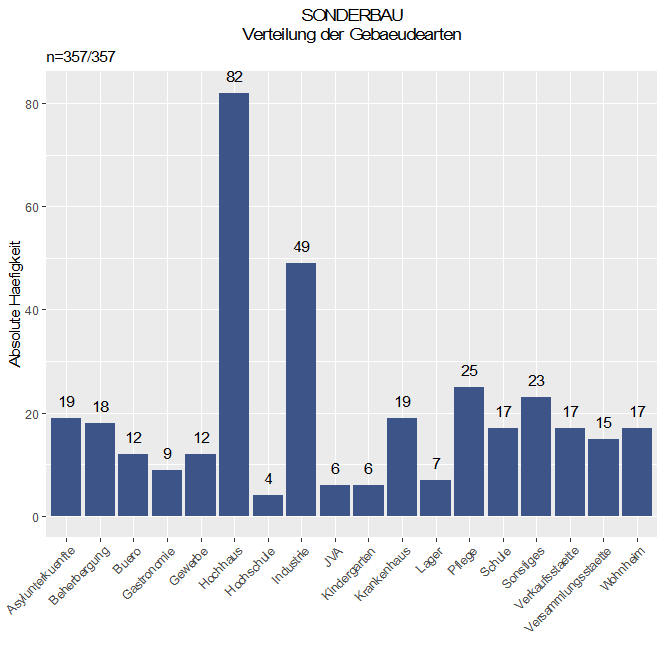 SONDERBAU
Verteilung der Gebaeudearten
n=357/357
82
80
60
49
Absolute Haefigkeit
40
25
23
20
19
18
12
9
12
4
6
6
19
7
17
17
15
17
0
Asylunterkuenfte
Beherbergung
Buero
Gastronomie
Gewerbe
Hochhaus
Hochschule
Industrie
JVA
Kindergarten
Krankenhaus
Lager
Pflege
Schule
Sonstiges
Verkaufsstaette
Versammlungsstaette
Wohnheim